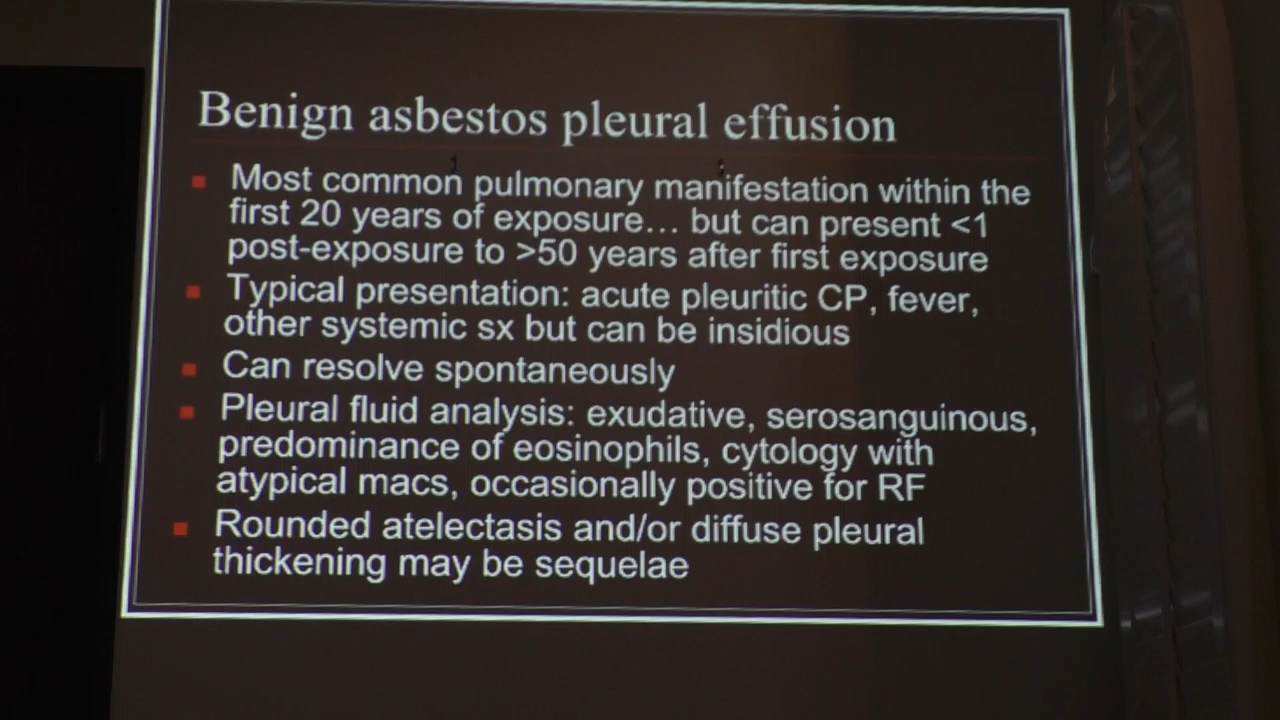 Benign asbestos pleural effusion
Most common pulmonary manifestation within the
first 20 years of exposure... but can present <1
post-exposure to >50 years after first exposure
Typical presentation: acute pleuritic CP, fever,
other systemic sx but can be insidious
Can resolve spontaneously
Pleural fluid analysis: exudative, serosanguinous,
predominance of eosinophils, cytology with
atypical macs, occasionally positive for RF
Rounded atelectasis and/or diffuse pleural
thickening may be sequelae